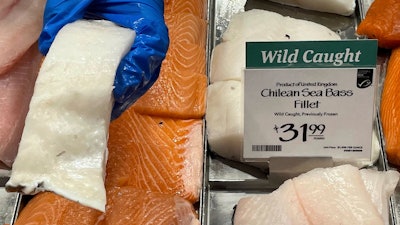 Wild Caught
Product of United Kingdom
Chilean Sea Bass
Fillet
Wild Caught, Previously Frozen
$31.99